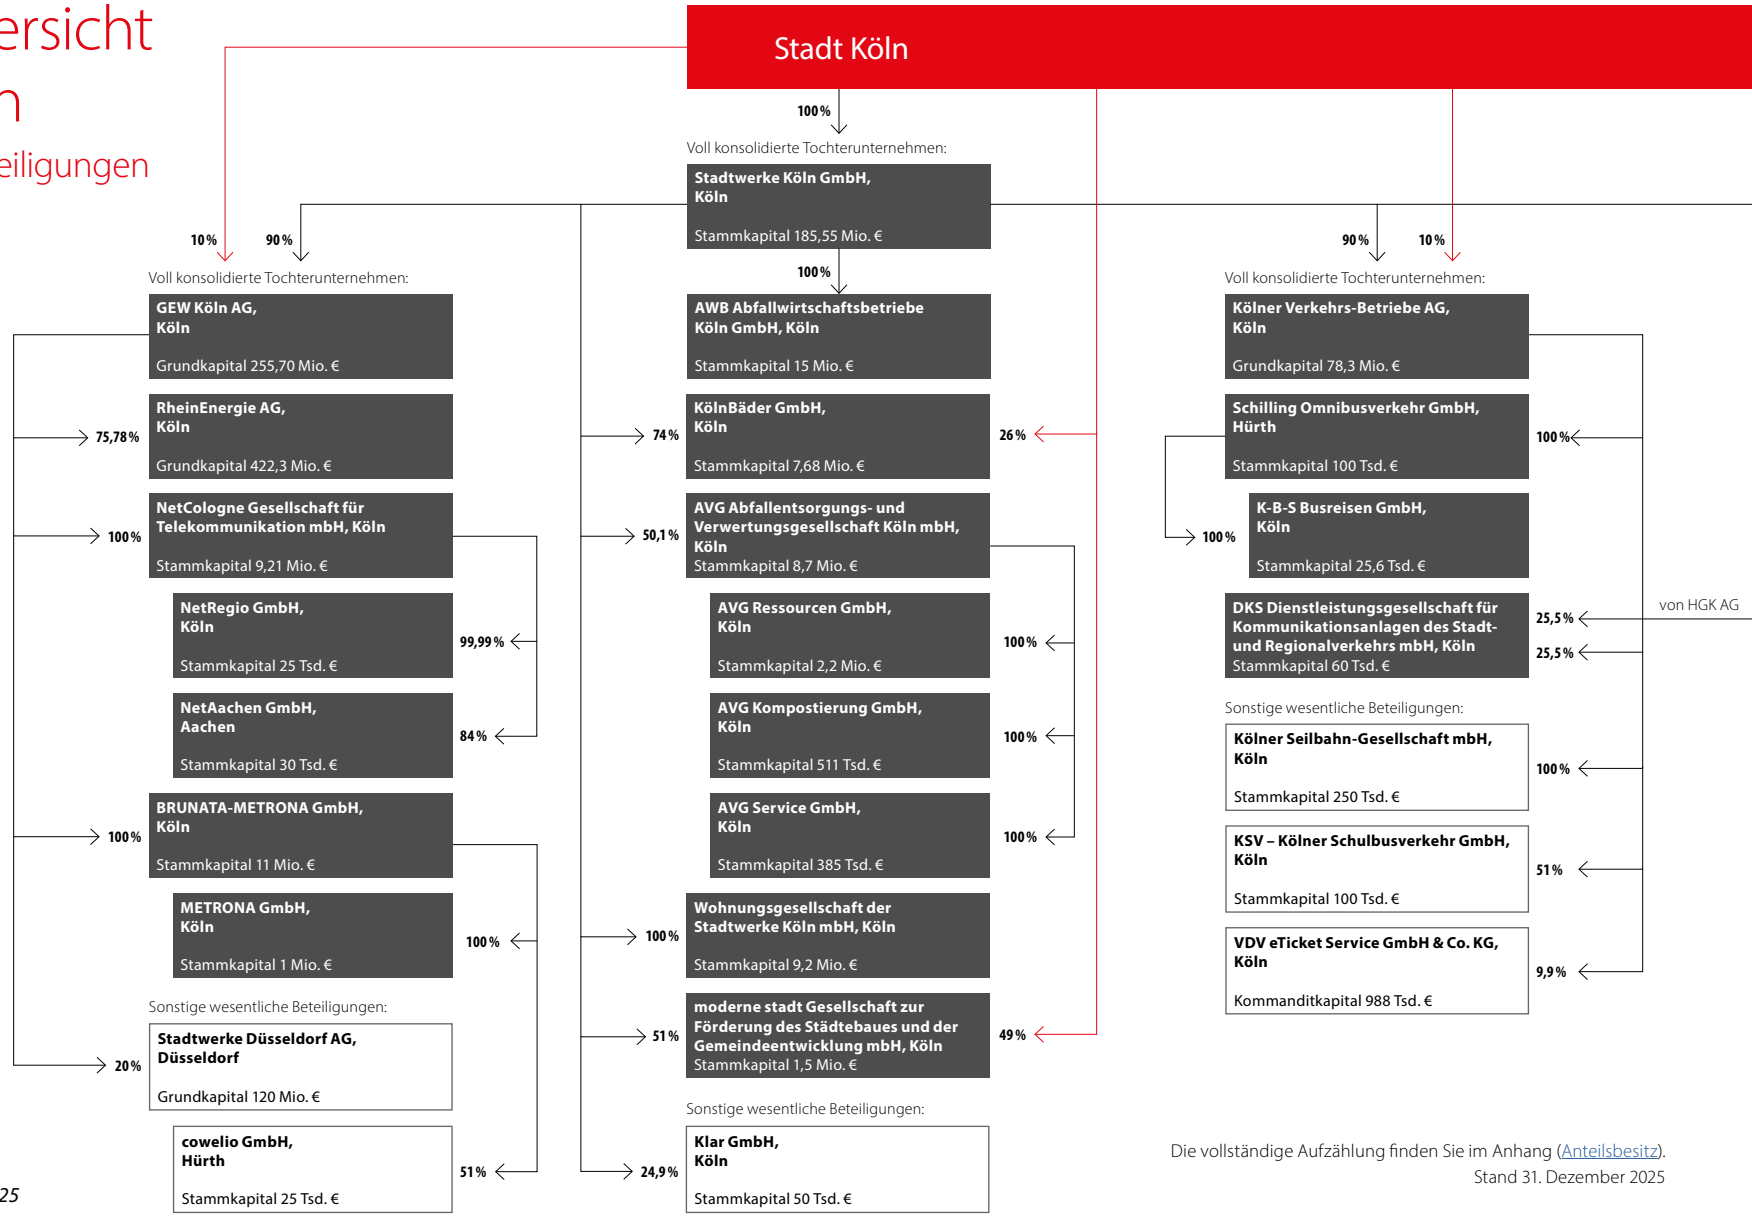 ersicht
n
eiligungen
Stadt Köln
100 %
Voll konsolidierte Tochterunternehmen:
Stadtwerke Köln GmbH,
Köln
Stammkapital 185,55 Mio. €
10 %
90 %
100 %
90 %
10 %
Voll konsolidierte Tochterunternehmen:
GEW Köln AG,
Köln
Grundkapital 255,70 Mio. €
75,78 %
RheinEnergie AG,
Köln
Grundkapital 422,3 Mio. €
100 %
NetCologne Gesellschaft für
Telekommunikation mbH, Köln
Stammkapital 9,21 Mio. €
NetRegio GmbH,
Köln
Stammkapital 25 Tsd. €
99,99 %
NetAachen GmbH,
Aachen
Stammkapital 30 Tsd. €
84 %
100 %
BRUNATA-METRONA GmbH,
Köln
Stammkapital 11 Mio. €
METRONA GmbH,
Köln
Stammkapital 1 Mio. €
100 %
Sonstige wesentliche Beteiligungen:
20 %
Stadtwerke Düsseldorf AG,
Düsseldorf
Grundkapital 120 Mio. €
cowelio GmbH,
Hürth
Stammkapital 25 Tsd. €
51 %
AWB Abfallwirtschaftsbetriebe
Köln GmbH, Köln
Stammkapital 15 Mio. €
74 %
KölnBäder GmbH,
Köln
Stammkapital 7,68 Mio. €
26 %
50,1 %
AVG Abfallentsorgungs- und
Verwertungsgesellschaft Köln mbH,
Köln
Stammkapital 8,7 Mio. €
AVG Ressourcen GmbH,
Köln
Stammkapital 2,2 Mio. €
100 %
AVG Kompostierung GmbH,
Köln
Stammkapital 511 Tsd. €
100 %
AVG Service GmbH,
Köln
Stammkapital 385 Tsd. €
100 %
100 %
Wohnungsgesellschaft der
Stadtwerke Köln mbH, Köln
Stammkapital 9,2 Mio. €
51 %
moderne stadt Gesellschaft zur
Förderung des Städtebaues und der
Gemeindeentwicklung mbH, Köln
Stammkapital 1,5 Mio. €
49 %
Sonstige wesentliche Beteiligungen:
24,9 %
Klar GmbH,
Köln
Stammkapital 50 Tsd. €
Voll konsolidierte Tochterunternehmen:
Kölner Verkehrs-Betriebe AG,
Köln
Grundkapital 78,3 Mio. €
Schilling Omnibusverkehr GmbH,
Hürth
Stammkapital 100 Tsd. €
100 %
100 %
K-B-S Busreisen GmbH,
Köln
Stammkapital 25,6 Tsd. €
DKS Dienstleistungsgesellschaft für
Kommunikationsanlagen des Stadt-
und Regionalverkehrs mbH, Köln
Stammkapital 60 Tsd. €
25,5 %
25,5 %
von HGK AG
Sonstige wesentliche Beteiligungen:
Kölner Seilbahn-Gesellschaft mbH,
Köln
Stammkapital 250 Tsd. €
100 %
KSV – Kölner Schulbusverkehr GmbH,
Köln
Stammkapital 100 Tsd. €
51 %
VDV eTicket Service GmbH & Co. KG,
Köln
Kommanditkapital 988 Tsd. €
9,9 %
Die vollständige Aufzählung finden Sie im Anhang (Anteilsbesitz).
Stand 31. Dezember 2025
25